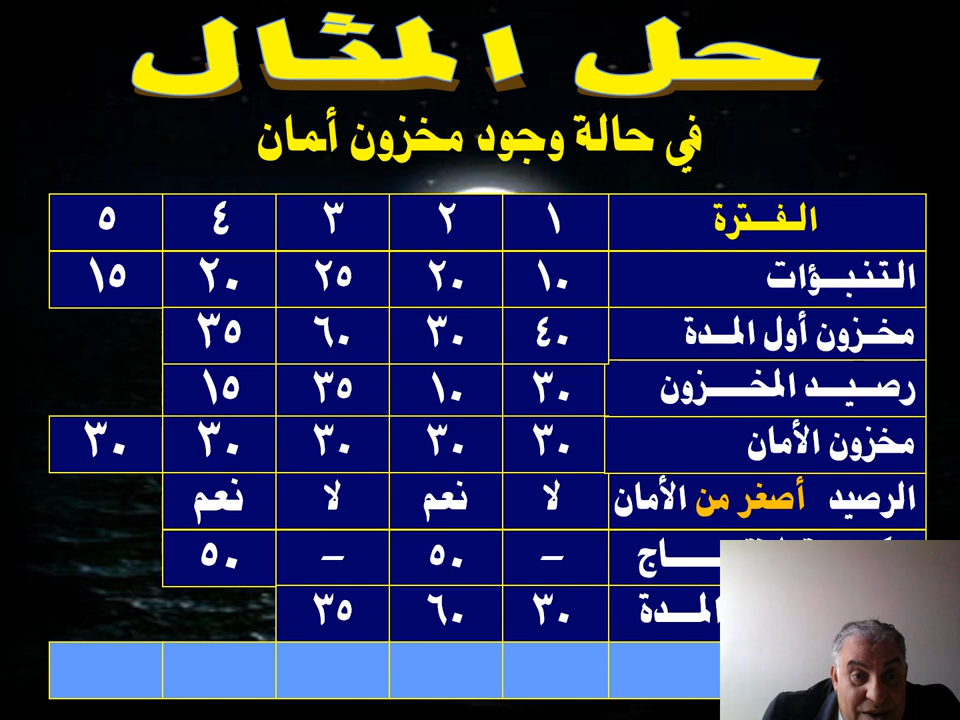 حل المثال
في حالة وجود مخزون أمان
الفترة ١ ٢ ٣ ٤ ٥
التنبؤات ١٠ ٢٠ ٢٥ ٢٠ ١٥
مخزون أول المدة ٤٠ ٣٠ ٦٠ ٣٥
رصيد المخزون ٣٠ ١٠ ٣٥ ١٥
مخزون الأمان ٣٠ ٣٠ ٣٠ ٣٠ ٣٠
الرصيد أصغر من الأمان لا نعم لا نعم
– ٥٠ – ٥٠
المدة ٣٠ ٦٠ ٣٥